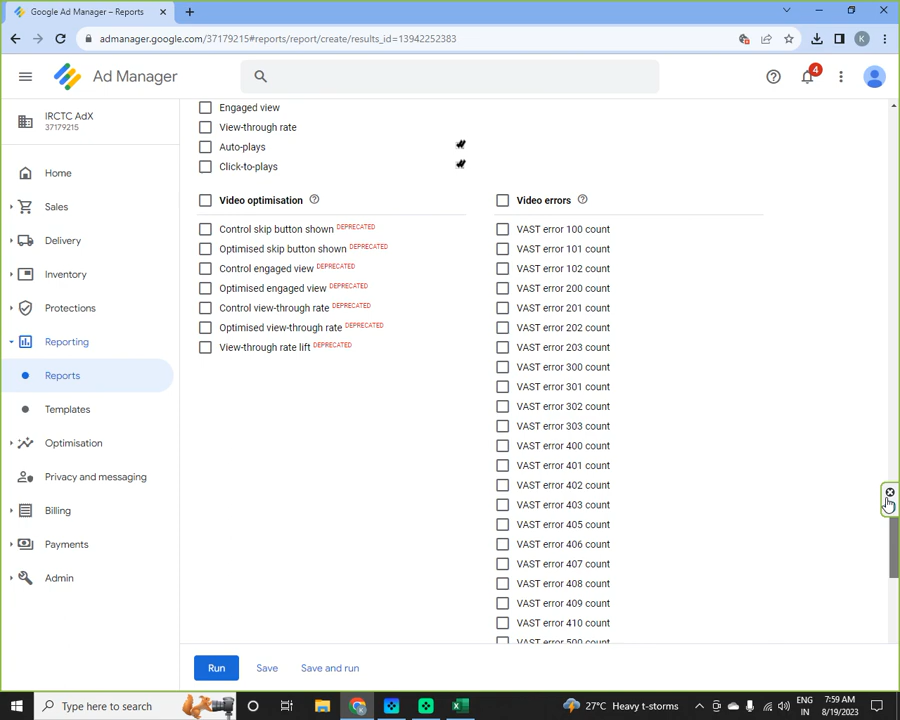 Google Ad Manager – Reports
admanager.google.com/37179215#reports/report/create/results_id=13942252383
K
Ad Manager
4
IRCTC AdX
37179215
Home
Sales
Delivery
Inventory
Protections
Reporting
Reports
Templates
Optimisation
Privacy and messaging
Billing
Payments
Admin
Engaged view
View-through rate
Auto-plays
Click-to-plays
Video optimisation
Control skip button shown DEPRECATED
Optimised skip button shown DEPRECATED
Control engaged view DEPRECATED
Optimised engaged view DEPRECATED
Control view-through rate DEPRECATED
Optimised view-through rate DEPRECATED
View-through rate lift DEPRECATED
Video errors
VAST error 100 count
VAST error 101 count
VAST error 102 count
VAST error 200 count
VAST error 201 count
VAST error 202 count
VAST error 203 count
VAST error 300 count
VAST error 301 count
VAST error 302 count
VAST error 303 count
VAST error 400 count
VAST error 401 count
VAST error 402 count
VAST error 403 count
VAST error 405 count
VAST error 406 count
VAST error 407 count
VAST error 408 count
VAST error 409 count
VAST error 410 count
VAST error 500 count
Run
Save
Save and run
Type here to search
27°C Heavy t-storms
ENG
IN
7:59 AM
8/19/2023